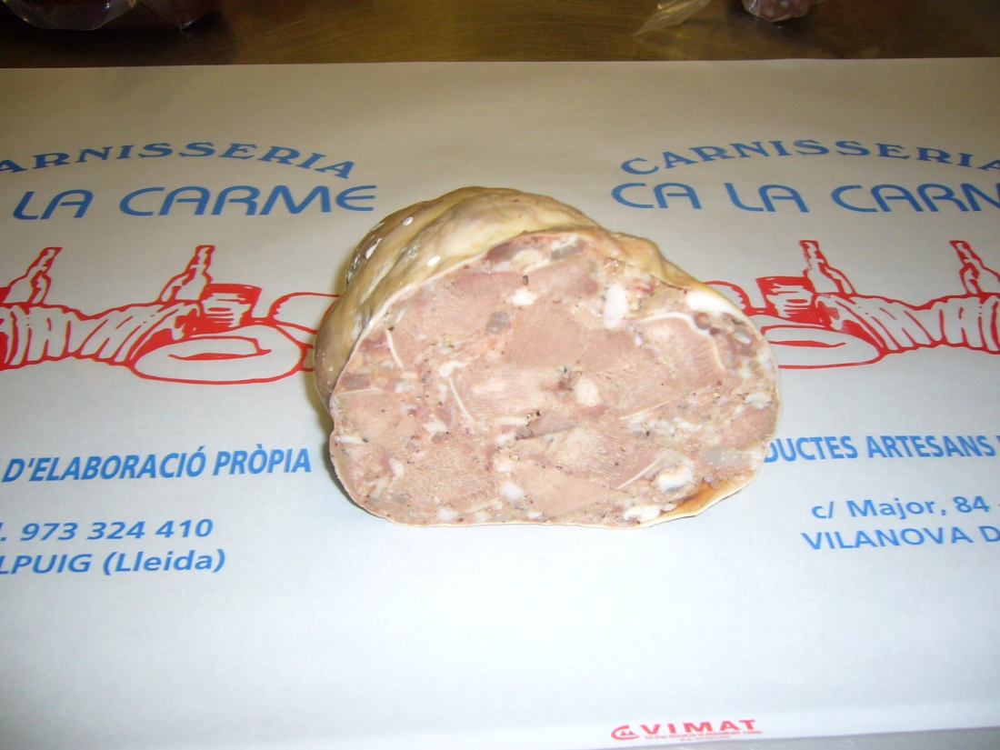 CARNISSERIA
LA CARME
D'ELABORACIÓ PRÒPIA
973 324 410
LPUIG (Lleida)
CARNISSERIA
CA LA CARM
DUCTES ARTESANS
c/ Major, 84
VILANOVA D
VIMAT